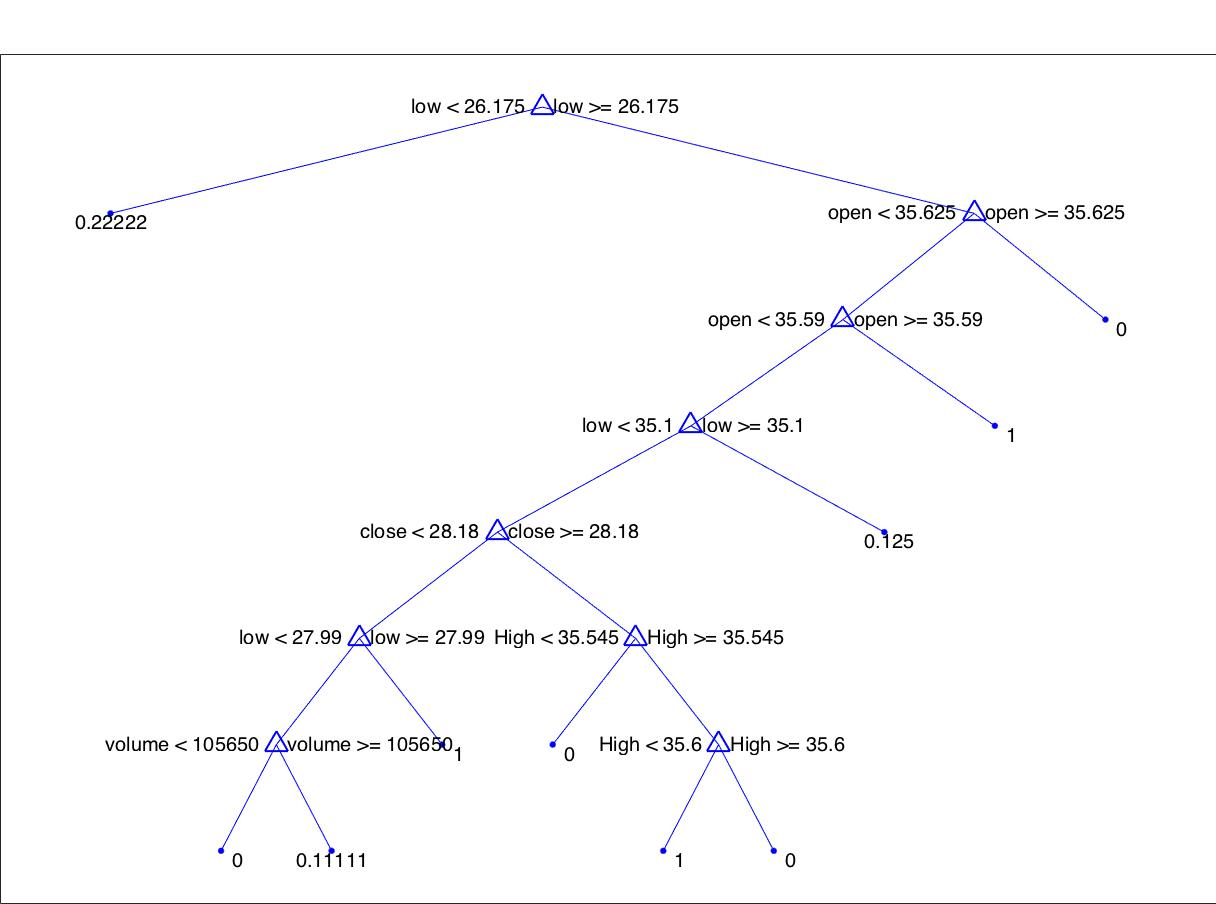 low < 26.175 low >= 26.175
0.22222
open < 35.625 open >= 35.625
open < 35.59 open >= 35.59
0
low < 35.1 low >= 35.1
1
close < 28.18 close >= 28.18
0.125
low < 27.99 low >= 27.99 High < 35.545 High >= 35.545
volume < 105650 volume >= 105650 1 0 High < 35.6 High >= 35.6
0 0.11111 1 0